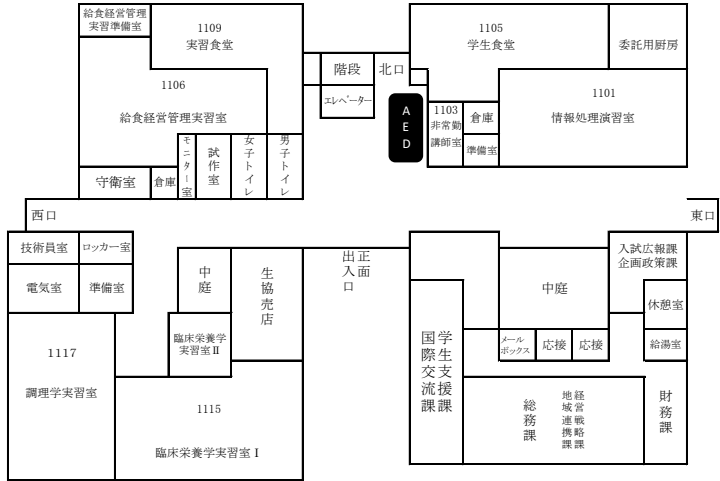 給食経営管理
実習準備室
1109
実習食堂
1105
学生食堂
委託用厨房
階段
北口
エレベーター
1106
給食経営管理実習室
1101
情報処理演習室
AED
1103
非常勤
講師室
倉庫
準備室
守衛室
倉庫
モニター室
試作室
女子トイレ
男子トイレ
西口
東口
技術員室
ロッカー室
電気室
準備室
中庭
生協売店
正面
出入口
中庭
入試広報課
企画政策課
休憩室
給湯室
臨床栄養学
実習室Ⅱ
学生支援課
国際交流課
メール
ボックス
応接
応接
1117
調理学実習室
1115
臨床栄養学実習室Ⅰ
総務課
経営戦略課
地域連携課
財務課